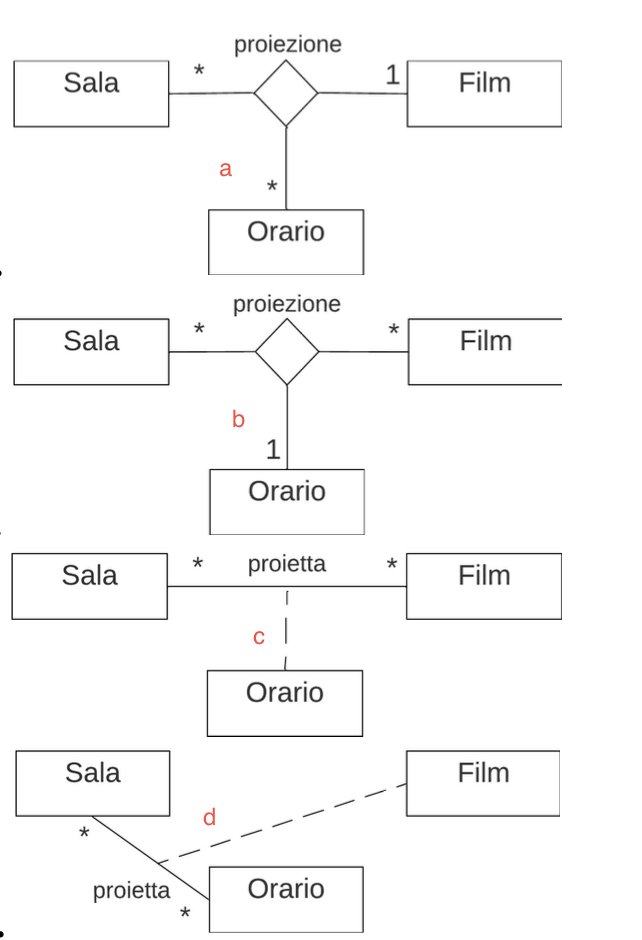 proiezione
Sala * 1 Film
a
*
Orario
proiezione
Sala * * Film
b
1
Orario
Sala * proietta * Film
c
Orario
Sala Film
* d
proietta Orario
*